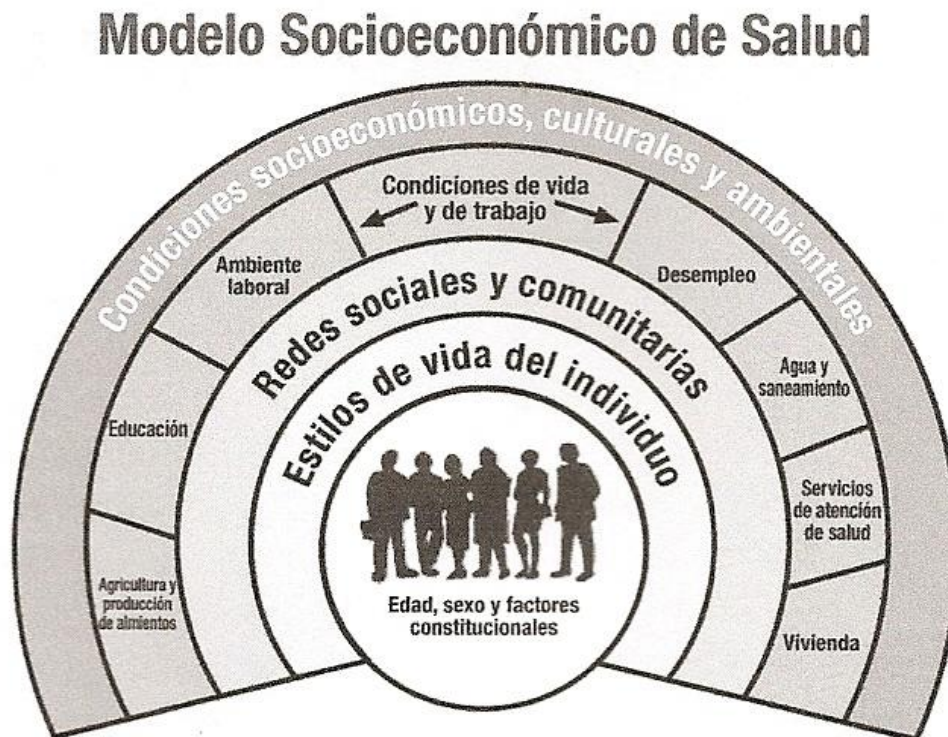 Modelo Socioeconómico de Salud
Condiciones socioeconómicos, culturales y ambientales
Condiciones de vida
y de trabajo
Ambiente
laboral
Desempleo
Redes sociales y comunitarias
Educación
Agua y
saneamiento
Estilos de vida del individuo
Servicios
de atención
de salud
Agricultura y
producción
de almientos
Vivienda
Edad, sexo y factores
constitucionales